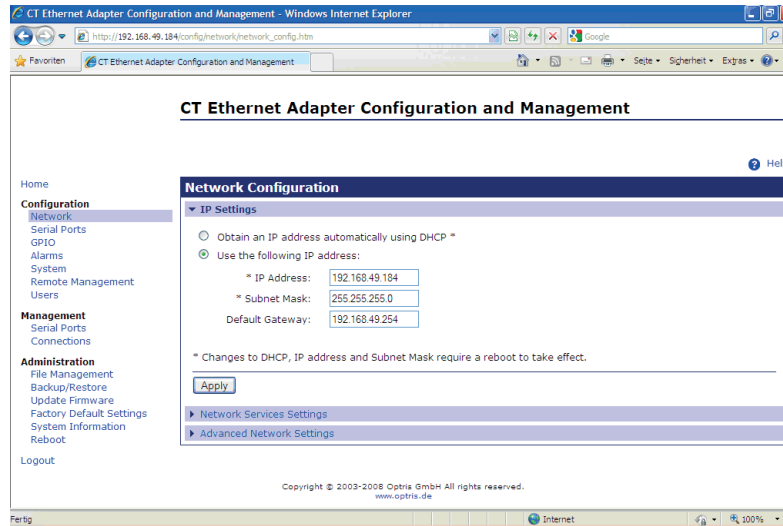 CT Ethernet Adapter Configuration and Management - Windows Internet Explorer
http://192.168.49.184/config/network/network_config.htm
Google
Favoriten
CT Ethernet Adapter Configuration and Management
Seite
Sicherheit
Extras
CT Ethernet Adapter Configuration and Management
Hel
Home
Configuration
Network
Serial Ports
GPIO
Alarms
System
Remote Management
Users
Management
Serial Ports
Connections
Administration
File Management
Backup/Restore
Update Firmware
Factory Default Settings
System Information
Reboot
Logout
Network Configuration
IP Settings
Obtain an IP address automatically using DHCP *
Use the following IP address:
* IP Address: 192.168.49.184
* Subnet Mask: 255.255.255.0
Default Gateway: 192.168.49.254
* Changes to DHCP, IP address and Subnet Mask require a reboot to take effect.
Apply
Network Services Settings
Advanced Network Settings
Copyright © 2003-2008 Optris GmbH All rights reserved.
www.optris.de
Fertig
Internet
100%